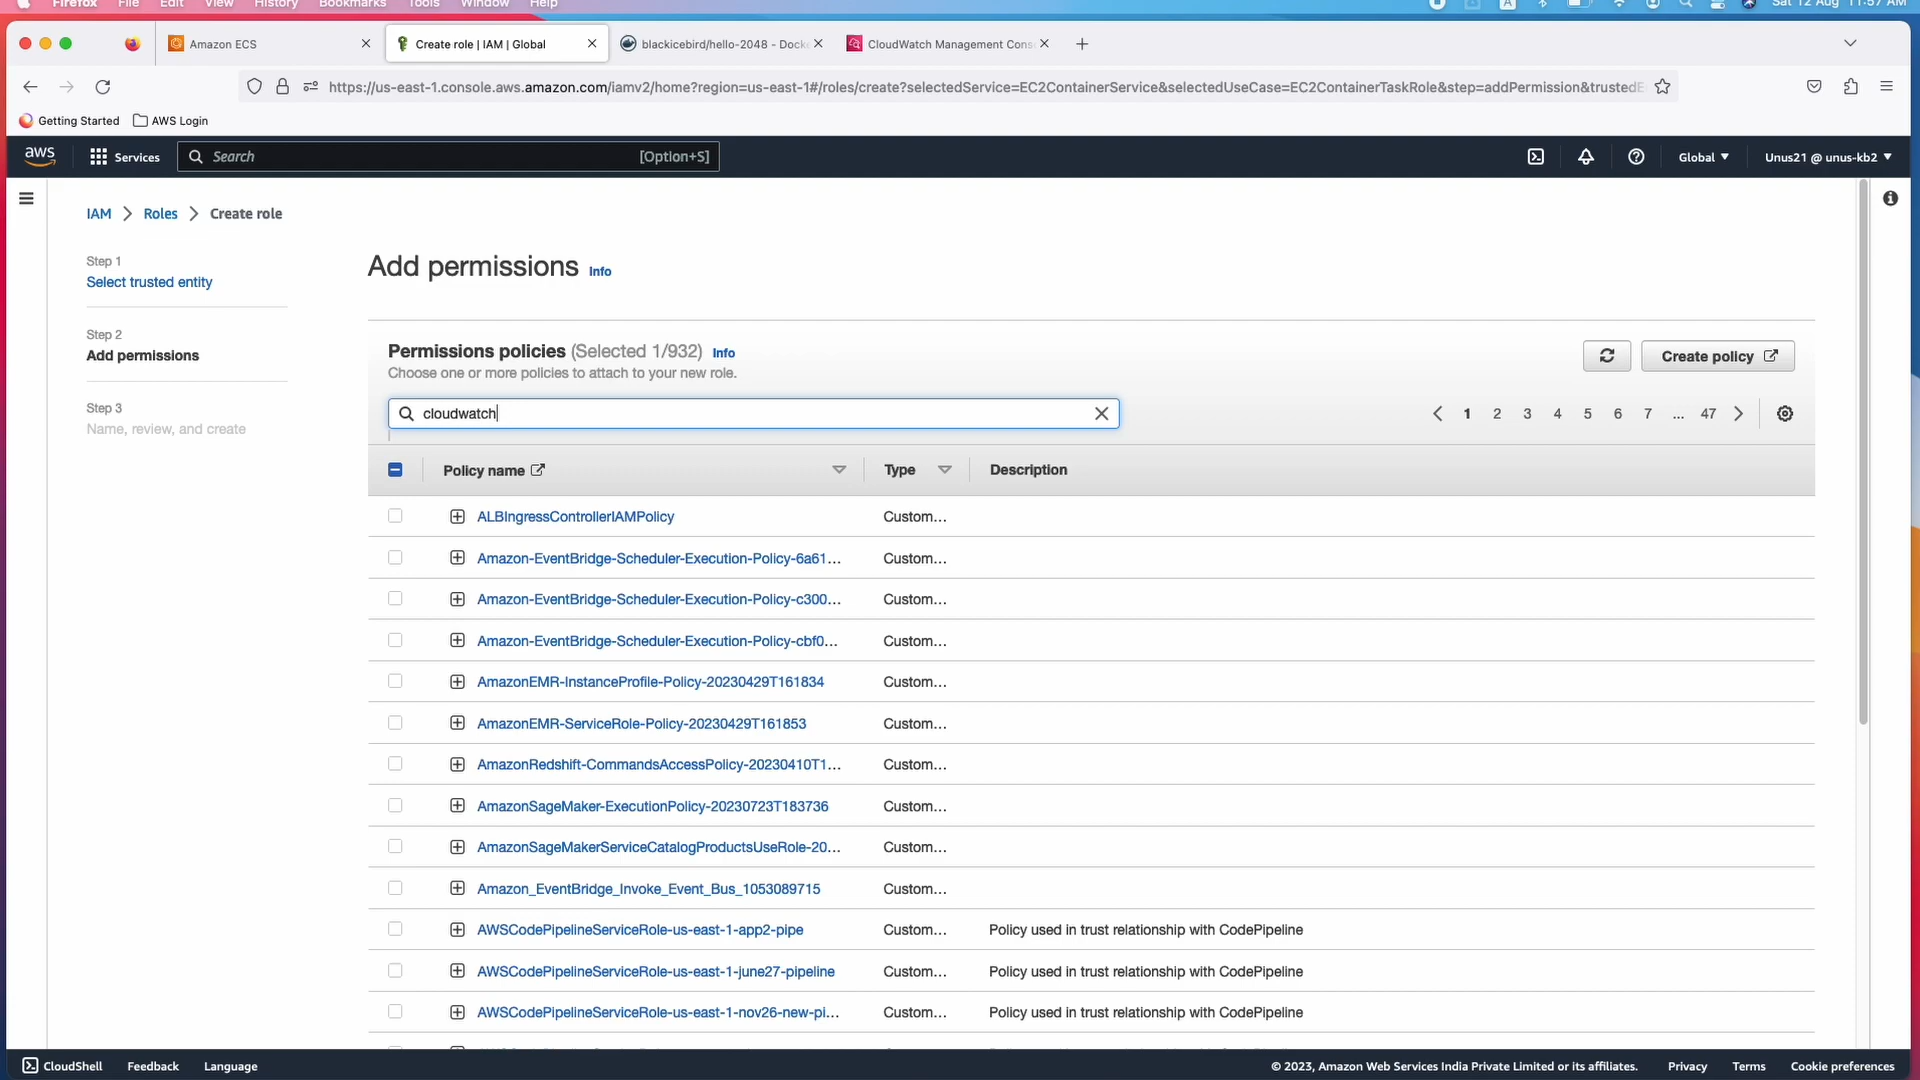 Firefox File Edit View History Bookmarks Tools Window Help
A
Sat 12 Aug 11:57 AM
Amazon ECS
Create role | IAM | Global
blackicebird/hello-2048 - Docke
CloudWatch Management Cons
https://us-east-1.console.aws.amazon.com/iamv2/home?region=us-east-1#/roles/create?selectedService=EC2ContainerService&selectedUseCase=EC2ContainerTaskRole&step=addPermission&trustedE
Getting Started AWS Login
aws Services Search [Option+S] Global Unus21 @ unus-kb2
IAM Roles Create role
Step 1
Select trusted entity
Step 2
Add permissions
Step 3
Name, review, and create
Add permissions Info
Permissions policies (Selected 1/932) Info
Choose one or more policies to attach to your new role.
Create policy
cloudwatch
1 2 3 4 5 6 7 ... 47
Policy name Type Description
ALBIngressControllerIAMPolicy Custom...
Amazon-EventBridge-Scheduler-Execution-Policy-6a61... Custom...
Amazon-EventBridge-Scheduler-Execution-Policy-c300... Custom...
Amazon-EventBridge-Scheduler-Execution-Policy-cbf0... Custom...
AmazonEMR-InstanceProfile-Policy-20230429T161834 Custom...
AmazonEMR-ServiceRole-Policy-20230429T161853 Custom...
AmazonRedshift-CommandsAccessPolicy-20230410T1... Custom...
AmazonSageMaker-ExecutionPolicy-20230723T183736 Custom...
AmazonSageMakerServiceCatalogProductsUseRole-20... Custom...
Amazon_EventBridge_Invoke_Event_Bus_1053089715 Custom...
AWSCodePipelineServiceRole-us-east-1-app2-pipe Custom... Policy used in trust relationship with CodePipeline
AWSCodePipelineServiceRole-us-east-1-june27-pipeline Custom... Policy used in trust relationship with CodePipeline
AWSCodePipelineServiceRole-us-east-1-nov26-new-pi... Custom... Policy used in trust relationship with CodePipeline
CloudShell Feedback Language
© 2023, Amazon Web Services India Private Limited or its affiliates. Privacy Terms Cookie preferences